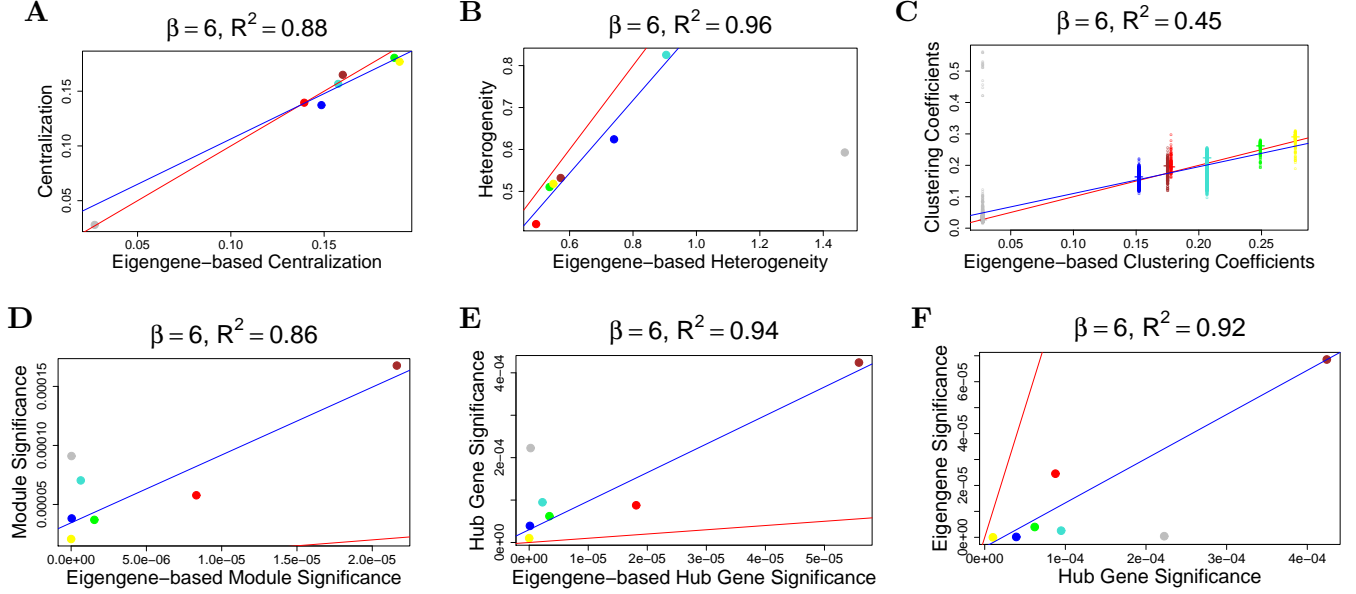 A
β = 6, R² = 0.88
Centralization
0.05 0.10 0.15
0.05 0.10 0.15
Eigengene−based Centralization
B
β = 6, R² = 0.96
Heterogeneity
0.5 0.6 0.7 0.8
0.6 0.8 1.0 1.2 1.4
Eigengene−based Heterogeneity
C
β = 6, R² = 0.45
Clustering Coefficients
0.0 0.1 0.2 0.3 0.4 0.5
0.05 0.10 0.15 0.20 0.25
Eigengene−based Clustering Coefficients
D
β = 6, R² = 0.86
Module Significance
0.00005 0.00010 0.00015
0.0e+00 5.0e−06 1.0e−05 1.5e−05 2.0e−05
Eigengene−based Module Significance
E
β = 6, R² = 0.94
Hub Gene Significance
0e+00 2e−04 4e−04
0e+00 1e−05 2e−05 3e−05 4e−05 5e−05
Eigengene−based Hub Gene Significance
F
β = 6, R² = 0.92
Eigengene Significance
0e+00 2e−05 4e−05 6e−05
0e+00 1e−04 2e−04 3e−04 4e−04
Hub Gene Significance